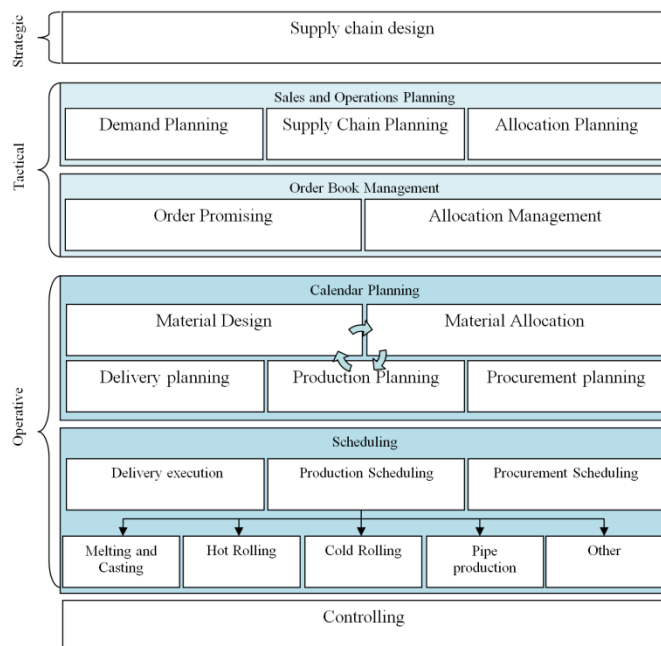 Strategic
Supply chain design
Tactical
Sales and Operations Planning
Demand Planning
Supply Chain Planning
Allocation Planning
Order Book Management
Order Promising
Allocation Management
Operative
Calendar Planning
Material Design
Material Allocation
Delivery planning
Production Planning
Procurement planning
Scheduling
Delivery execution
Production Scheduling
Procurement Scheduling
Melting and
Casting
Hot Rolling
Cold Rolling
Pipe
production
Other
Controlling